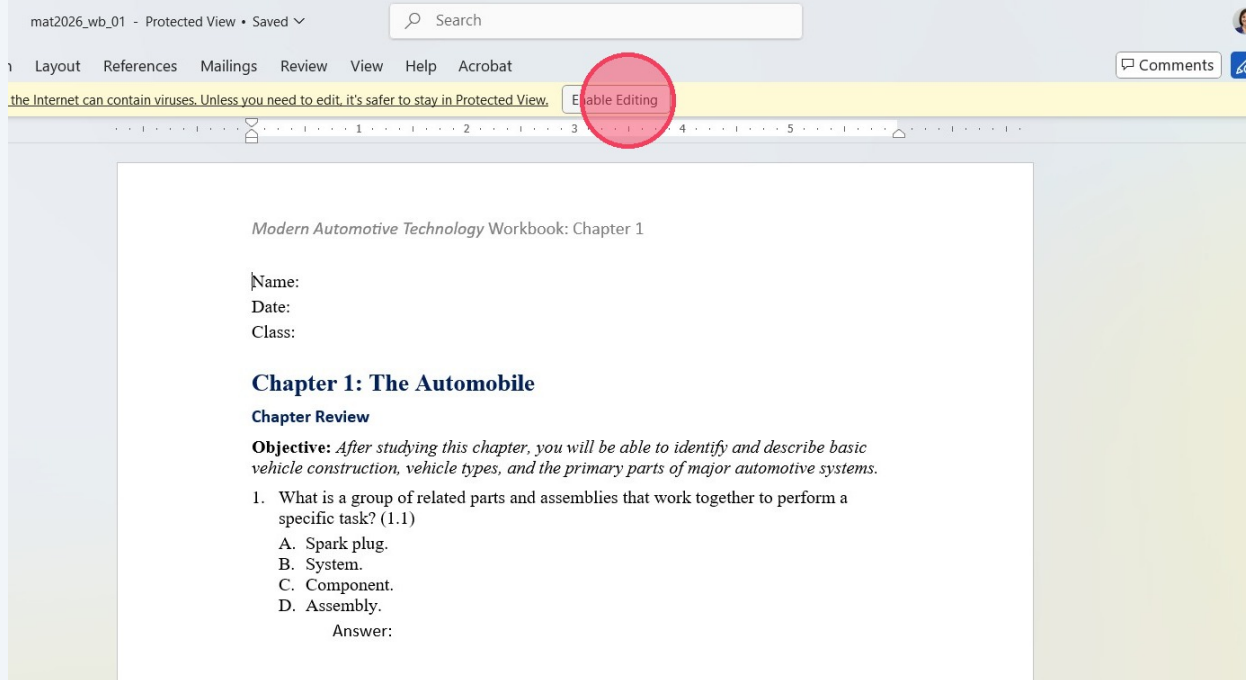 mat2026_wb_01 - Protected View • Saved
Search
Layout References Mailings Review View Help Acrobat
Comments
the Internet can contain viruses. Unless you need to edit, it's safer to stay in Protected View.
Enable Editing
1 2 3 4 5
Modern Automotive Technology Workbook: Chapter 1
Name:
Date:
Class:
Chapter 1: The Automobile
Chapter Review
Objective: After studying this chapter, you will be able to identify and describe basic
vehicle construction, vehicle types, and the primary parts of major automotive systems.
1. What is a group of related parts and assemblies that work together to perform a
specific task? (1.1)
A. Spark plug.
B. System.
C. Component.
D. Assembly.
Answer: